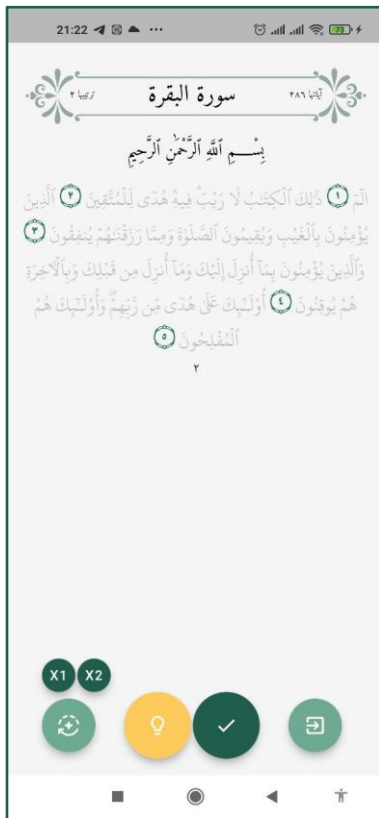 21:22 ... 73
ترتيبها ٢ سورة البقرة آياتها ٢٨٦
بِسْمِ ٱللَّهِ ٱلرَّحْمَٰنِ ٱلرَّحِيمِ
الٓمٓ ١ ذَٰلِكَ ٱلْكِتَٰبُ لَا رَيْبَۛ فِيهِۛ هُدًى لِّلْمُتَّقِينَ ٢ ٱلَّذِينَ
يُؤْمِنُونَ بِٱلْغَيْبِ وَيُقِيمُونَ ٱلصَّلَوٰةَ وَمِمَّا رَزَقْنَٰهُمْ يُنفِقُونَ ٣
وَٱلَّذِينَ يُؤْمِنُونَ بِمَآ أُنزِلَ إِلَيْكَ وَمَآ أُنزِلَ مِن قَبْلِكَ وَبِٱلْءَاخِرَةِ
هُمْ يُوقِنُونَ ٤ أُو۟لَٰٓئِكَ عَلَىٰ هُدًى مِّن رَّبِّهِمْۖ وَأُو۟لَٰٓئِكَ هُمُ
ٱلْمُفْلِحُونَ ٥
٢
X1 X2